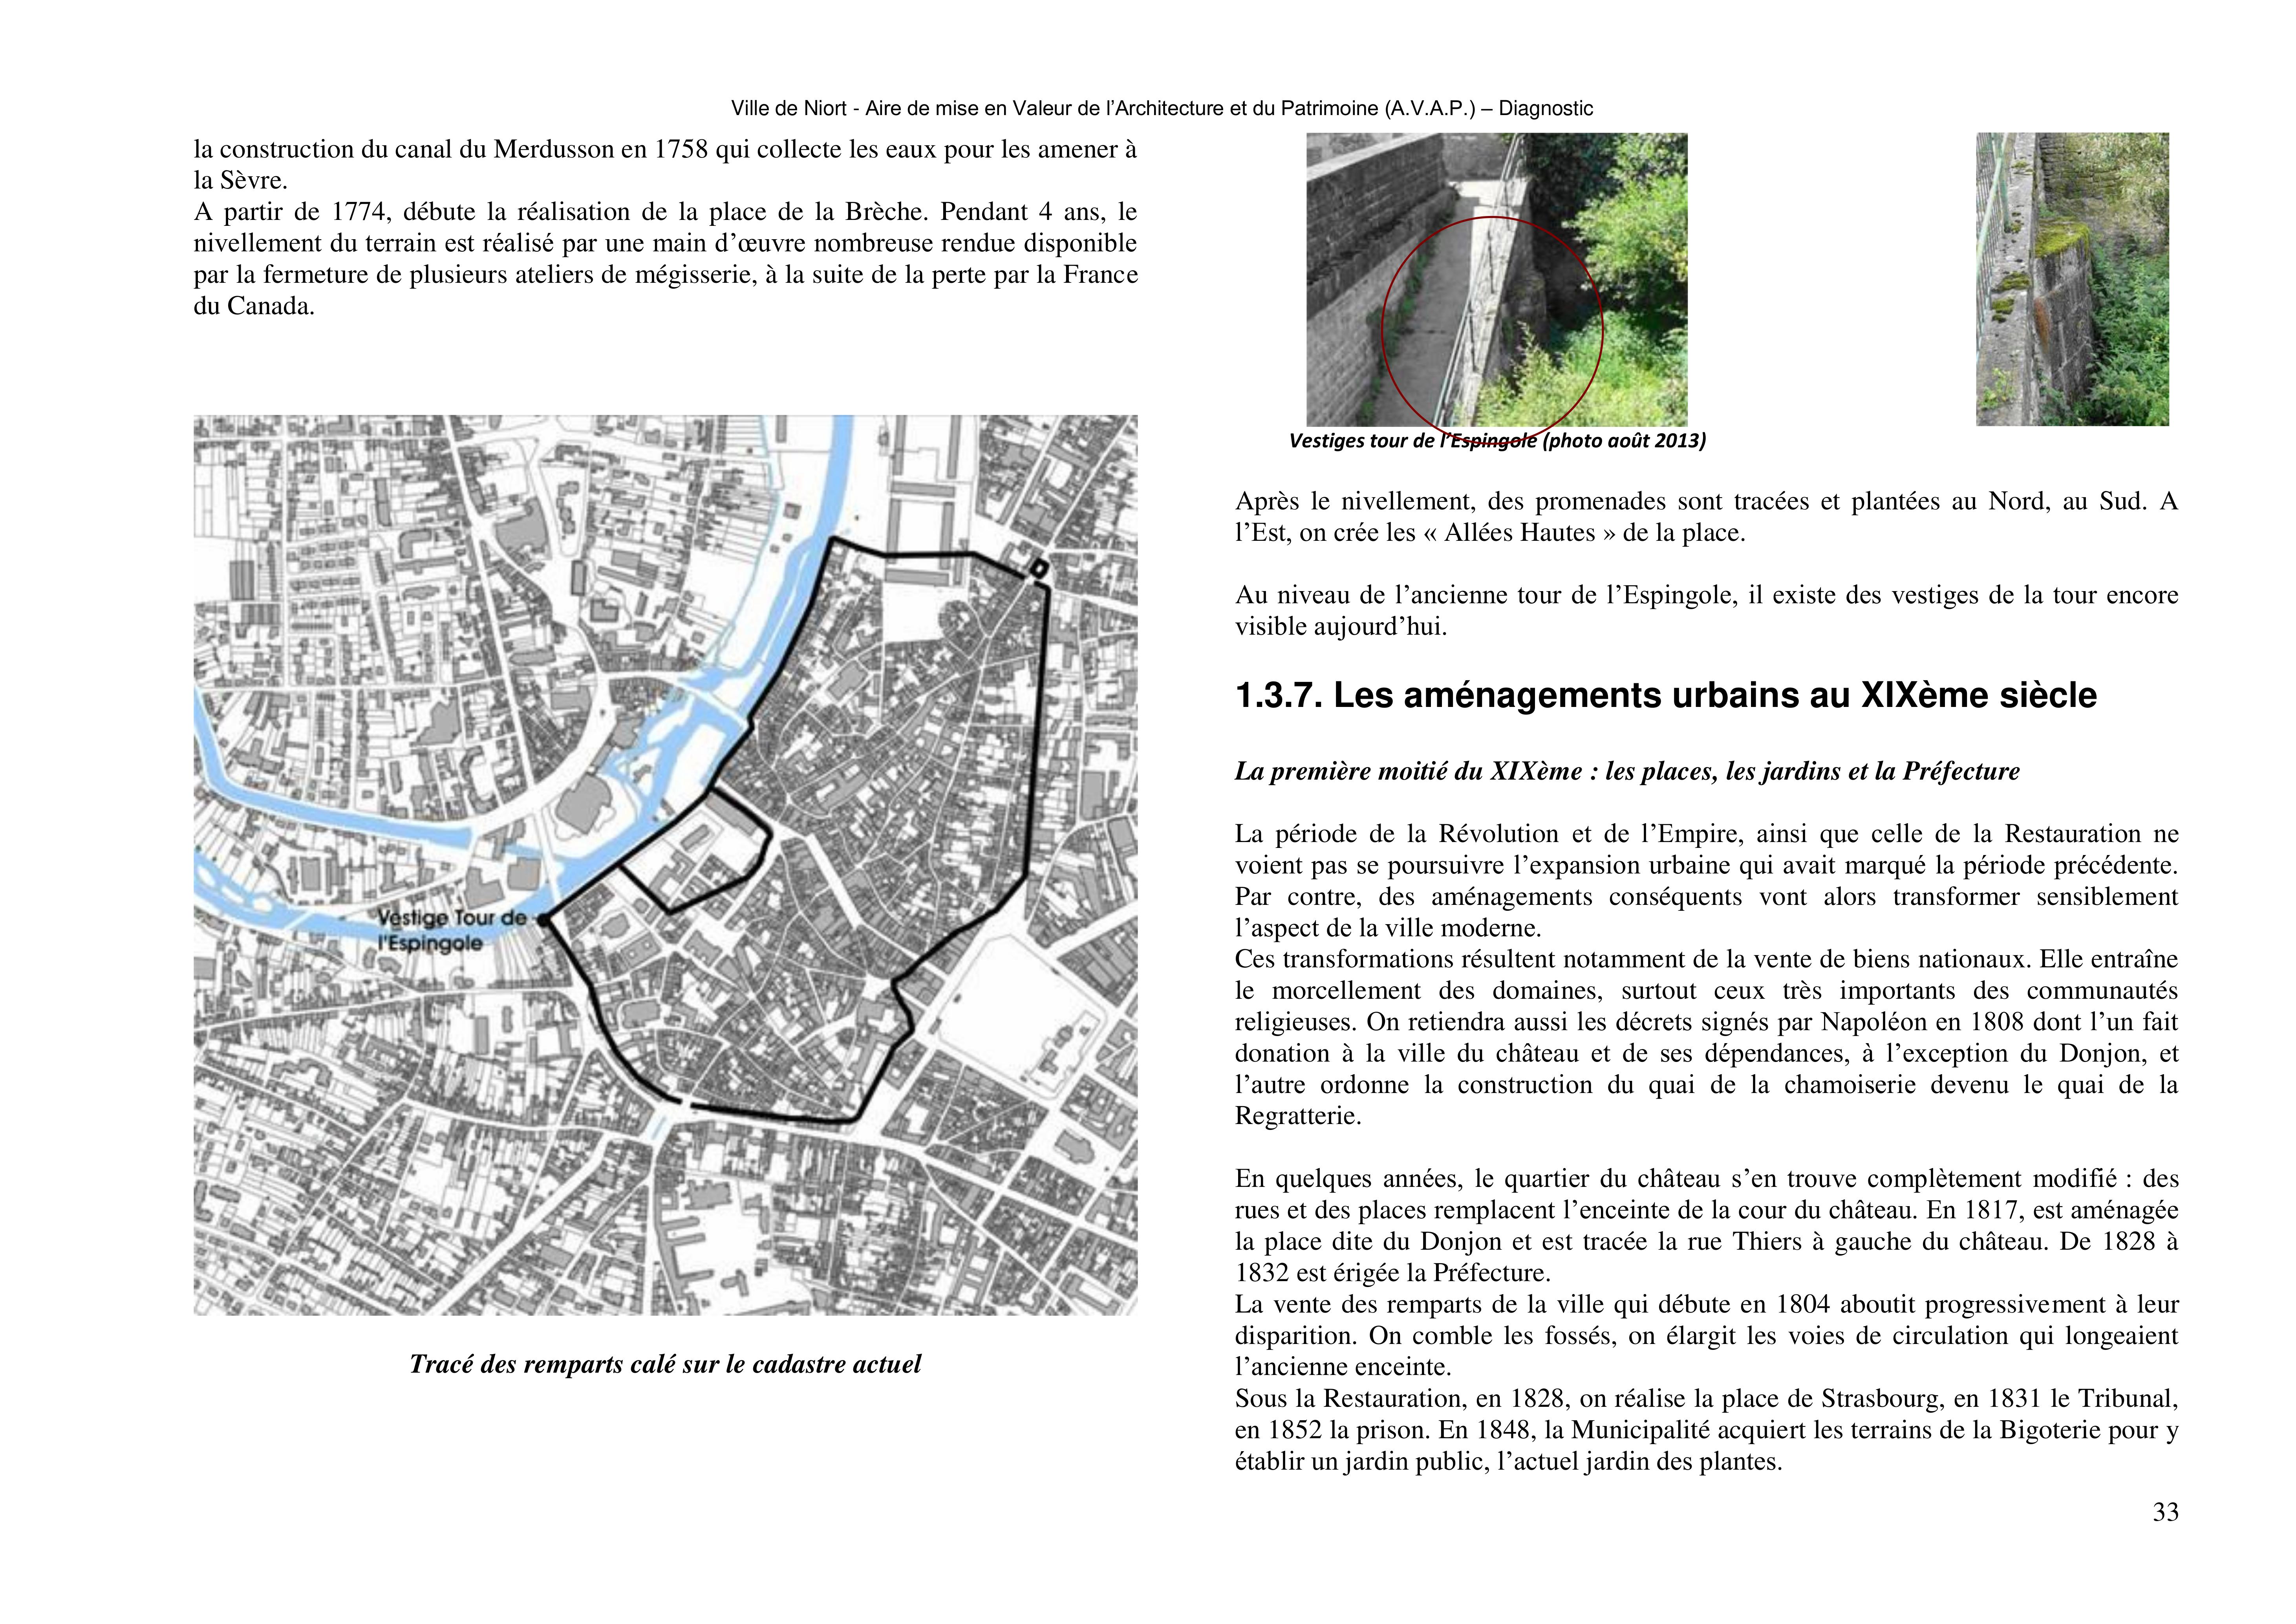 Ville de Niort - Aire de mise en Valeur de l'Architecture et du Patrimoine (A.V.A.P.) – Diagnostic
la construction du canal du Merdusson en 1758 qui collecte les eaux pour les amener à
la Sèvre.
A partir de 1774, débute la réalisation de la place de la Brèche. Pendant 4 ans, le
nivellement du terrain est réalisé par une main d'œuvre nombreuse rendue disponible
par la fermeture de plusieurs ateliers de mégisserie, à la suite de la perte par la France
du Canada.
Vestige Tour de
l'Espingole
Tracé des remparts calé sur le cadastre actuel
Vestiges tour de l'Espingole (photo août 2013)
Après le nivellement, des promenades sont tracées et plantées au Nord, au Sud. A
l'Est, on crée les « Allées Hautes » de la place.
Au niveau de l'ancienne tour de l'Espingole, il existe des vestiges de la tour encore
visible aujourd'hui.
1.3.7. Les aménagements urbains au XIXème siècle
La première moitié du XIXème : les places, les jardins et la Préfecture
La période de la Révolution et de l'Empire, ainsi que celle de la Restauration ne
voient pas se poursuivre l'expansion urbaine qui avait marqué la période précédente.
Par contre, des aménagements conséquents vont alors transformer sensiblement
l'aspect de la ville moderne.
Ces transformations résultent notamment de la vente de biens nationaux. Elle entraîne
le morcellement des domaines, surtout ceux très importants des communautés
religieuses. On retiendra aussi les décrets signés par Napoléon en 1808 dont l'un fait
donation à la ville du château et de ses dépendances, à l'exception du Donjon, et
l'autre ordonne la construction du quai de la chamoiserie devenu le quai de la
Regratterie.
En quelques années, le quartier du château s'en trouve complètement modifié : des
rues et des places remplacent l'enceinte de la cour du château. En 1817, est aménagée
la place dite du Donjon et est tracée la rue Thiers à gauche du château. De 1828 à
1832 est érigée la Préfecture.
La vente des remparts de la ville qui débute en 1804 aboutit progressivement à leur
disparition. On comble les fossés, on élargit les voies de circulation qui longeaient
l'ancienne enceinte.
Sous la Restauration, en 1828, on réalise la place de Strasbourg, en 1831 le Tribunal,
en 1852 la prison. En 1848, la Municipalité acquiert les terrains de la Bigoterie pour y
établir un jardin public, l'actuel jardin des plantes.
33